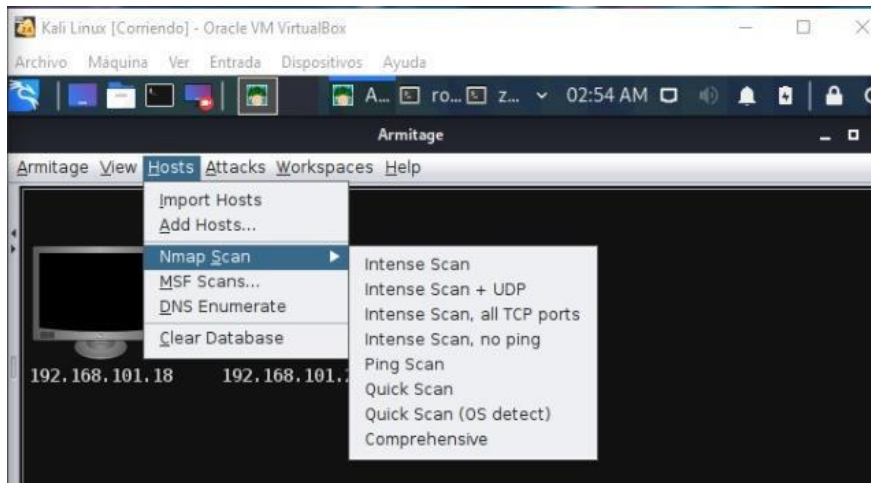 Kali Linux [Corriendo] - Oracle VM VirtualBox
Archivo Máquina Ver Entrada Dispositivos Ayuda
A... ro... z... 02:54 AM
Armitage
Armitage View Hosts Attacks Workspaces Help
Import Hosts
Add Hosts...
Nmap Scan
MSF Scans...
DNS Enumerate
Clear Database
Intense Scan
Intense Scan + UDP
Intense Scan, all TCP ports
Intense Scan, no ping
Ping Scan
Quick Scan
Quick Scan (OS detect)
Comprehensive
192.168.101.18 192.168.101.